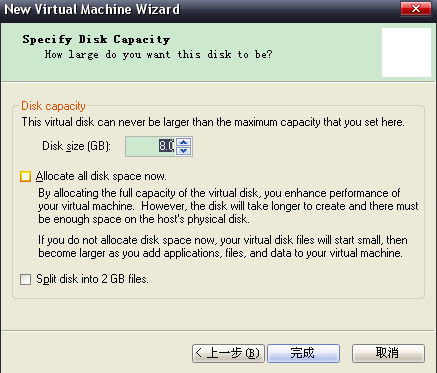 New Virtual Machine Wizard
Specify Disk Capacity
How large do you want this disk to be?
Disk capacity
This virtual disk can never be larger than the maximum capacity that you set here.
Disk size (GB): 8.0
Allocate all disk space now.
By allocating the full capacity of the virtual disk, you enhance performance of
your virtual machine. However, the disk will take longer to create and there must
be enough space on the host's physical disk.
If you do not allocate disk space now, your virtual disk files will start small, then
become larger as you add applications, files, and data to your virtual machine.
Split disk into 2 GB files.
< 上一步(B) 完成 取消